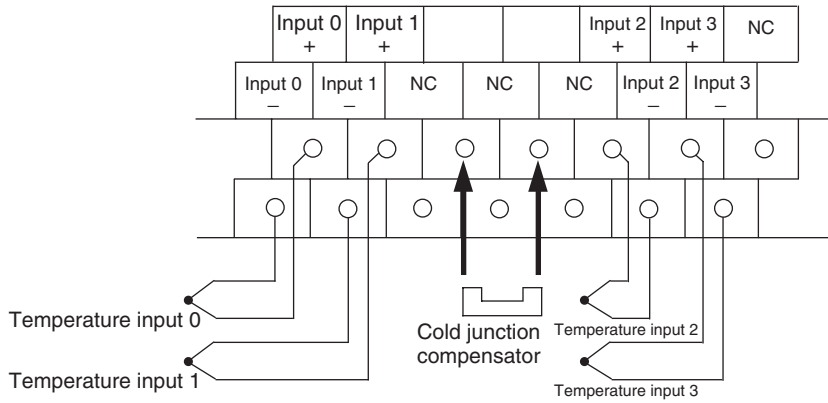 Input 0 Input 1 Input 2 Input 3 NC
+ + + +
Input 0 Input 1 NC NC NC Input 2 Input 3
– – – –
Temperature input 0
Cold junction
compensator
Temperature input 2
Temperature input 1
Temperature input 3